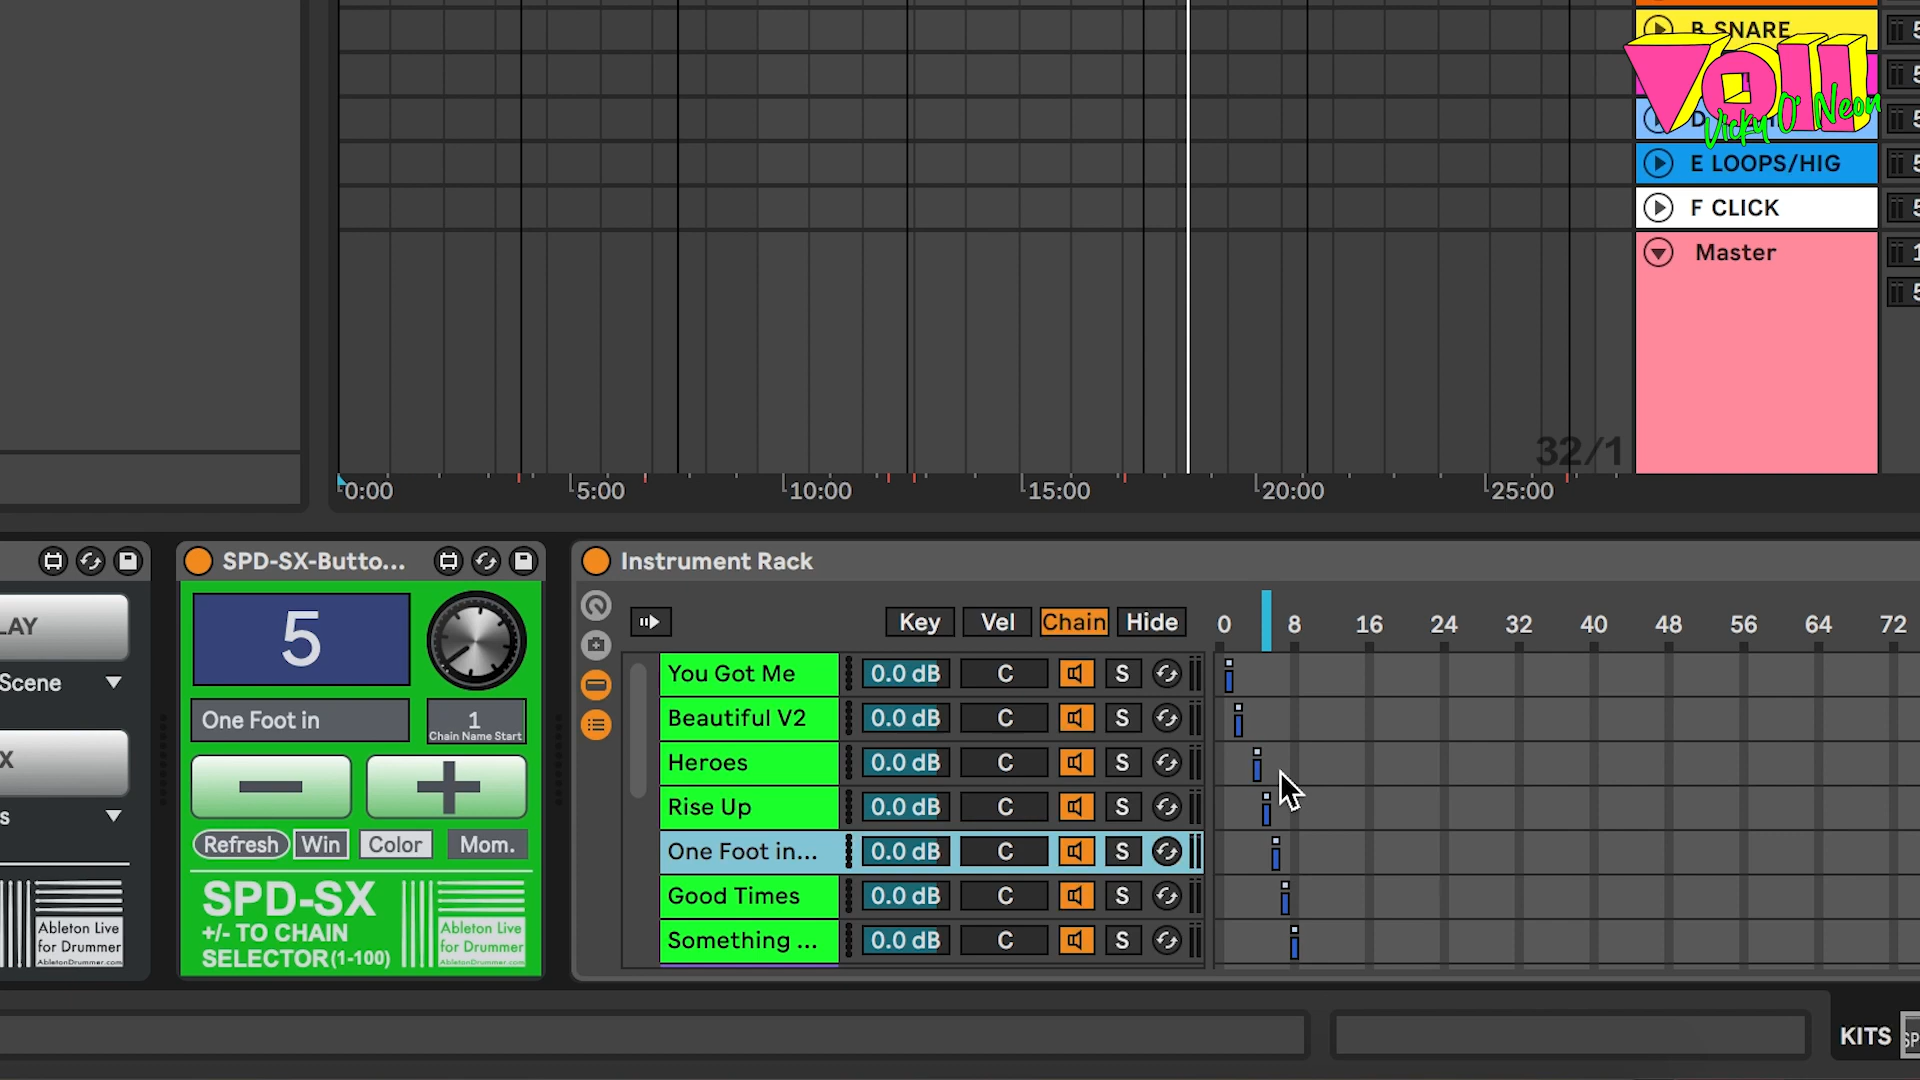 B SNARE
Vicky O' Neon
E LOOPS/HIG
F CLICK
Master
32/1
0:00 5:00 10:00 15:00 20:00 25:00
SPD-SX-Butto...
Instrument Rack
LAY
5
Key Vel Chain Hide
0 8 16 24 32 40 48 56 64 72
Scene
One Foot in
1
Chain Name Start
X
s
Refresh Win Color Mom.
SPD-SX
+/- TO CHAIN
SELECTOR(1-100)
Ableton Live
for Drummer
AbletonDrummer.com
Ableton Live
for Drummer
AbletonDrummer.com
You Got Me 0.0 dB C S
Beautiful V2 0.0 dB C S
Heroes 0.0 dB C S
Rise Up 0.0 dB C S
One Foot in... 0.0 dB C S
Good Times 0.0 dB C S
Something ... 0.0 dB C S
KITS